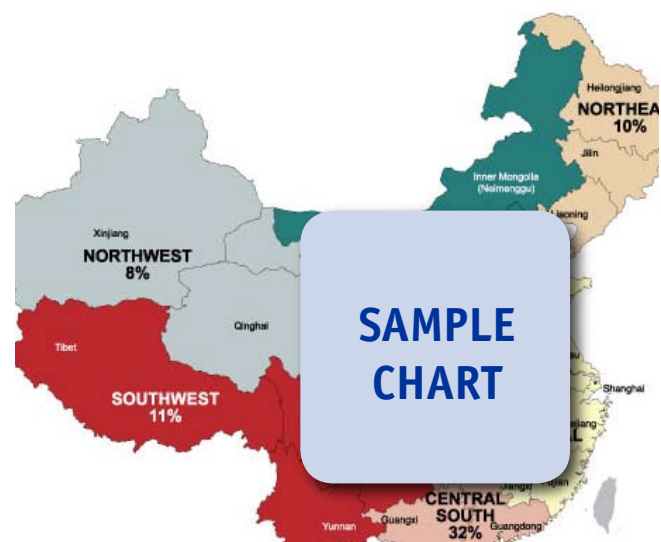 Heilongjiang
NORTHEA
10%
Jilin
Inner Mongolia
(Neimenggu)
Liaoning
Xinjiang
NORTHWEST
8%
Qinghai
Tibet
SOUTHWEST
11%
SAMPLE
CHART
Shanghai
Jiangxi
CENTRAL
SOUTH
32%
Guangxi
Guangdong
Yunnan